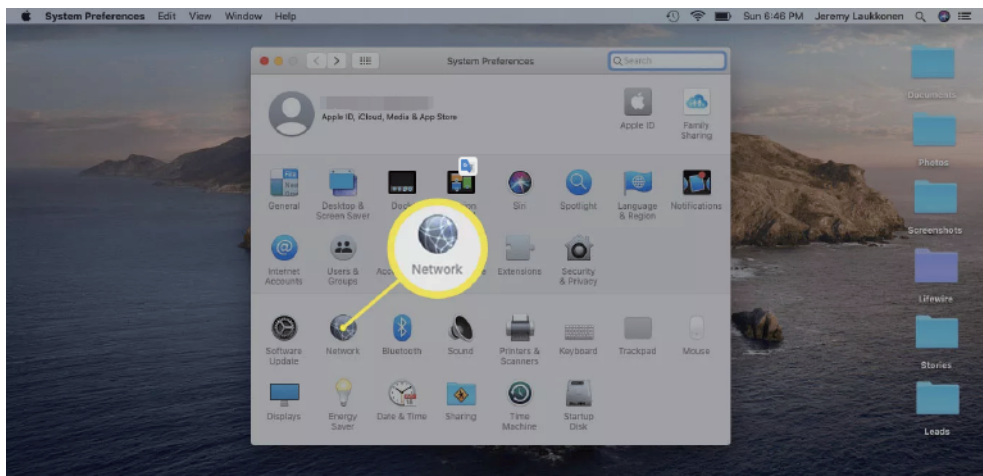 System Preferences Edit View Window Help Sun 6:46 PM Jeremy Laukkonen
System Preferences
Search
Apple ID, iCloud, Media & App Store
Apple ID
Family
Sharing
General
Desktop &
Screen Saver
Siri
Spotlight
Language
& Region
Notifications
Internet
Accounts
Users &
Groups
Network
Extensions
Security
& Privacy
Software
Update
Network
Bluetooth
Sound
Printers &
Scanners
Keyboard
Trackpad
Mouse
Displays
Energy
Saver
Date & Time
Sharing
Time
Machine
Startup
Disk
Documents
Photos
Screenshots
Lifewire
Stories
Leads